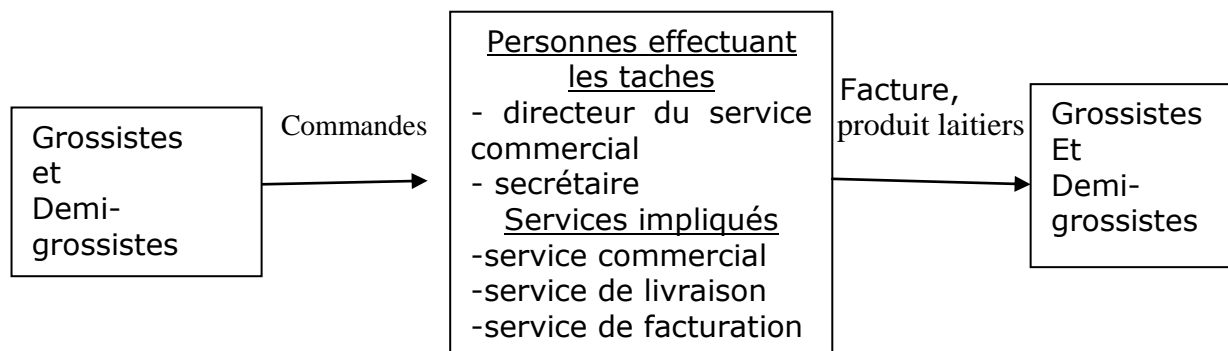 Grossistes
et
Demi-
grossistes
Commandes
Personnes effectuant
les taches
- directeur du service
commercial
- secrétaire
Services impliqués
-service commercial
-service de livraison
-service de facturation
Facture,
produit laitiers
Grossistes
Et
Demi-
grossistes